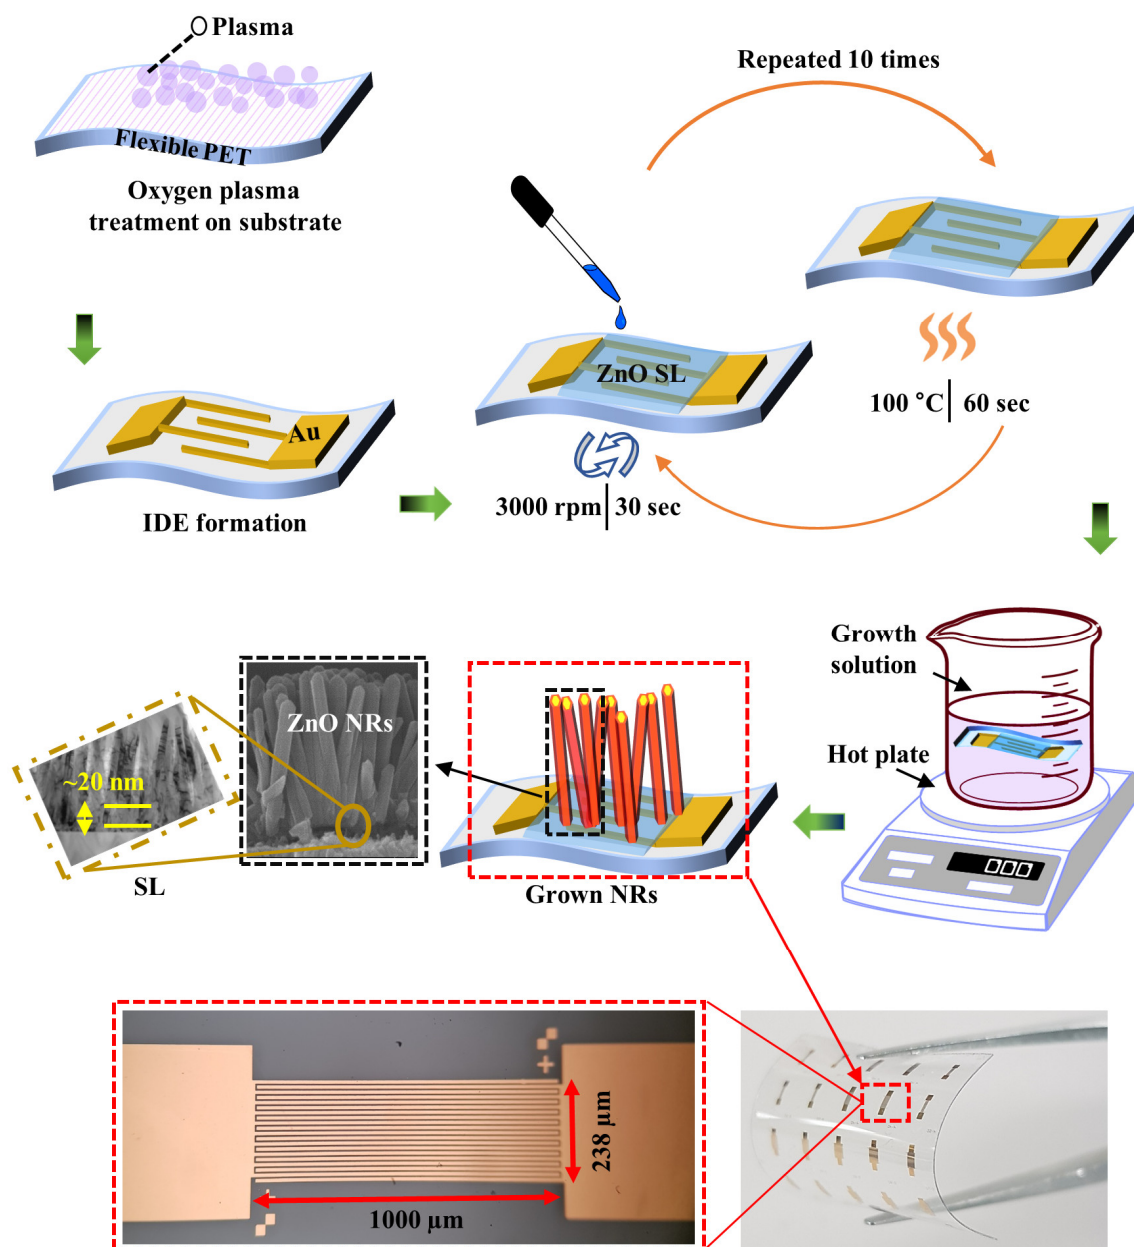 Plasma
Flexible PET
Oxygen plasma
treatment on substrate
Repeated 10 times
ZnO SL
100 °C | 60 sec
3000 rpm | 30 sec
Au
IDE formation
Growth
solution
Hot plate
000
ZnO NRs
~20 nm
SL
Grown NRs
238 µm
1000 µm